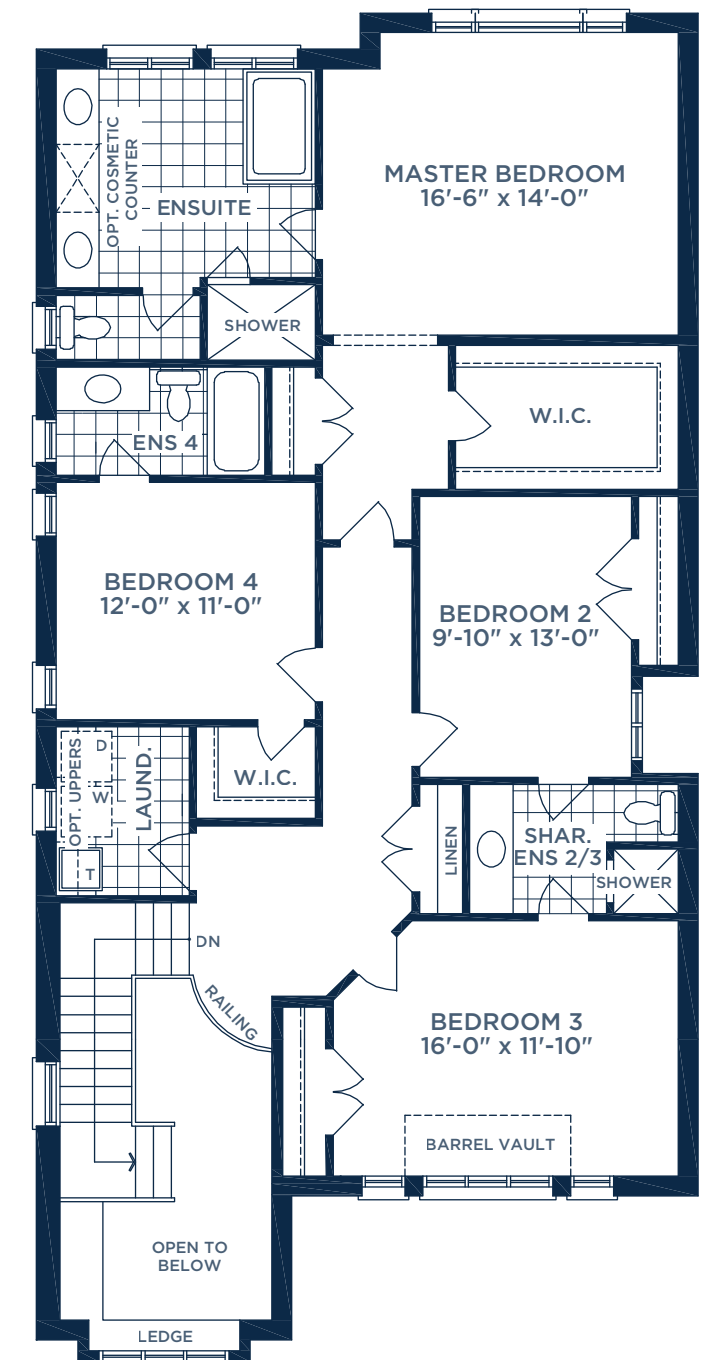 MASTER BEDROOM
16'-6" x 14'-0"
OPT. COSMETIC
COUNTER
ENSUITE
SHOWER
W.I.C.
ENS 4
BEDROOM 4
12'-0" x 11'-0"
BEDROOM 2
9'-10" x 13'-0"
OPT. UPPERS
D
W
T
LAUND.
W.I.C.
LINEN
SHAR.
ENS 2/3
SHOWER
DN
RAILING
BEDROOM 3
16'-0" x 11'-10"
BARREL VAULT
OPEN TO
BELOW
LEDGE